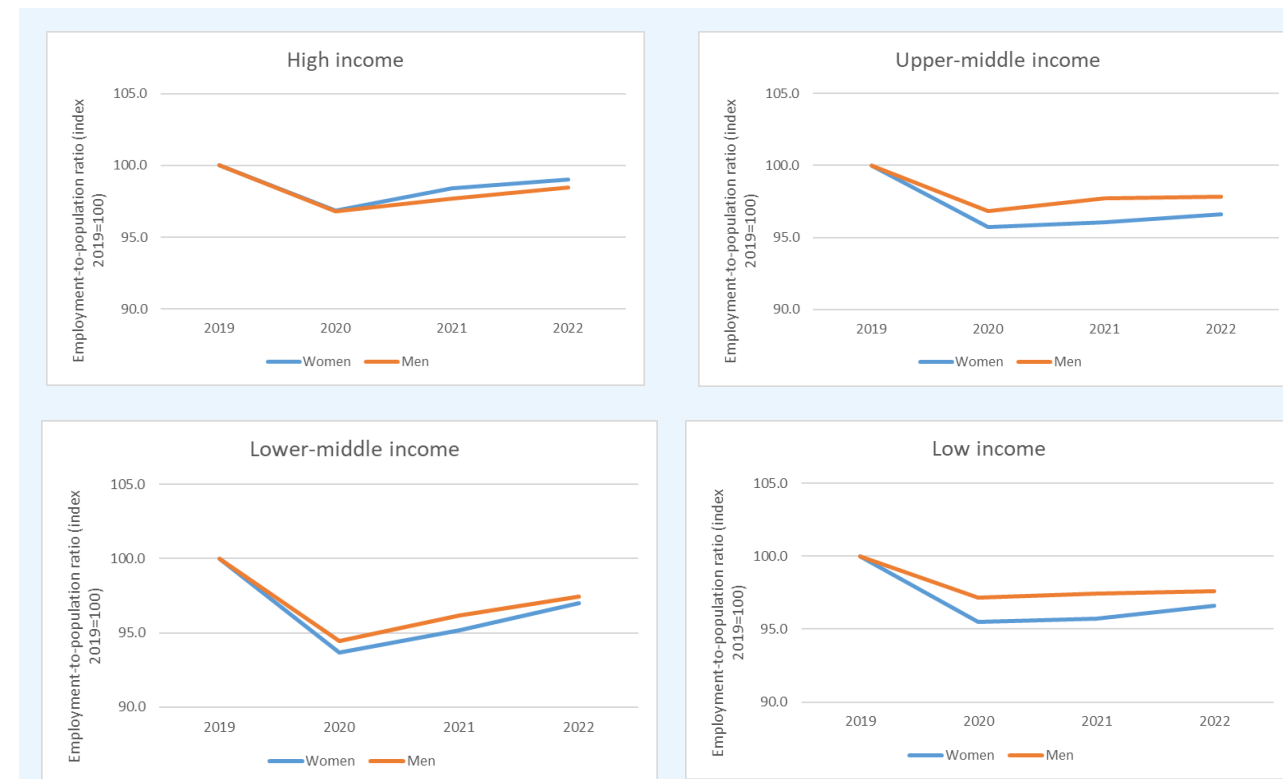 High income
Employment-to-population ratio (index
2019=100)
105.0
100.0
95.0
90.0
2019 2020 2021 2022
Women Men
Upper-middle income
Employment-to-population ratio (index
2019=100)
105.0
100.0
95.0
90.0
2019 2020 2021 2022
Women Men
Lower-middle income
Employment-to-population ratio (index
2019=100)
105.0
100.0
95.0
90.0
2019 2020 2021 2022
Women Men
Low income
Employment-to-population ratio (index
2019=100)
105.0
100.0
95.0
90.0
2019 2020 2021 2022
Women Men